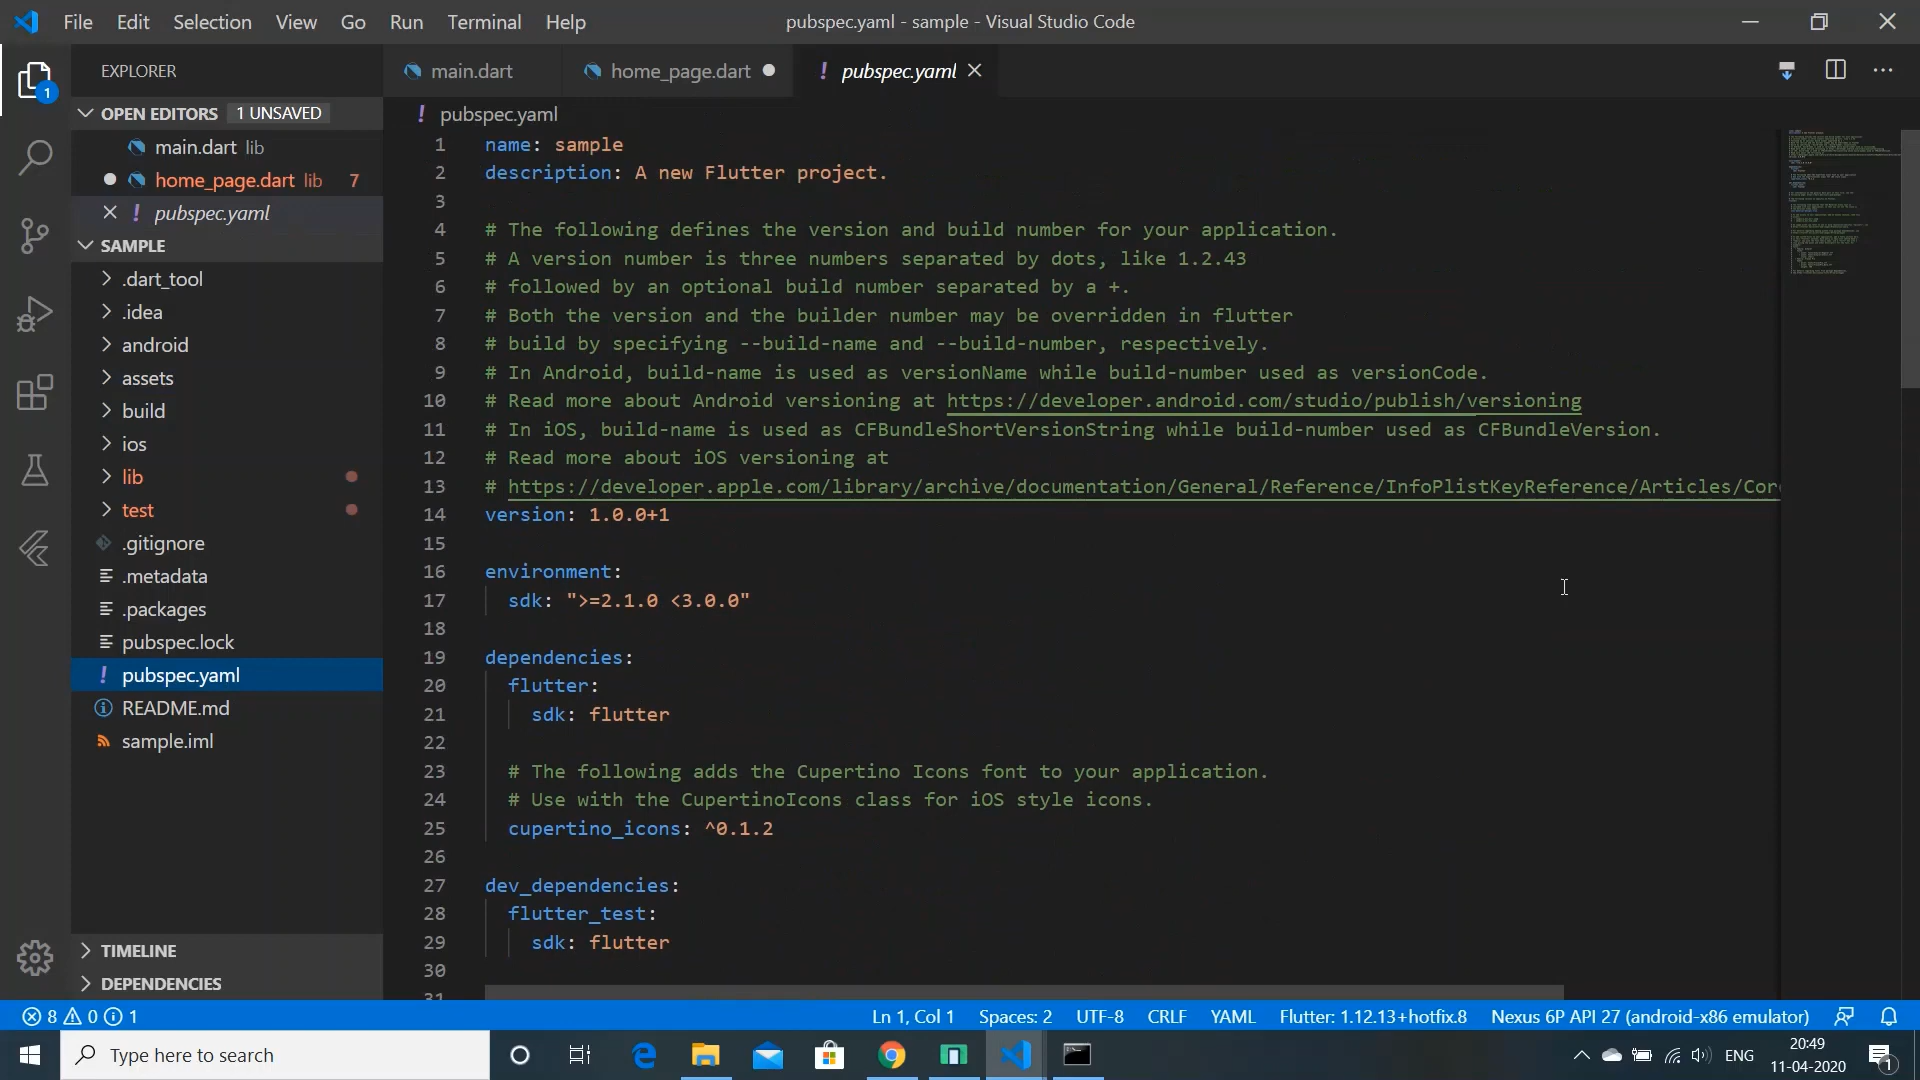 File Edit Selection View Go Run Terminal Help
pubspec.yaml - sample - Visual Studio Code
1
EXPLORER
OPEN EDITORS 1 UNSAVED
main.dart lib
home_page.dart lib 7
pubspec.yaml
SAMPLE
.dart_tool
.idea
android
assets
build
ios
lib
test
.gitignore
.metadata
.packages
pubspec.lock
pubspec.yaml
README.md
sample.iml
TIMELINE
DEPENDENCIES
main.dart
home_page.dart
pubspec.yaml
pubspec.yaml
1 name: sample
2 description: A new Flutter project.
3
4 # The following defines the version and build number for your application.
5 # A version number is three numbers separated by dots, like 1.2.43
6 # followed by an optional build number separated by a +.
7 # Both the version and the builder number may be overridden in flutter
8 # build by specifying --build-name and --build-number, respectively.
9 # In Android, build-name is used as versionName while build-number used as versionCode.
10 # Read more about Android versioning at https://developer.android.com/studio/publish/versioning
11 # In iOS, build-name is used as CFBundleShortVersionString while build-number used as CFBundleVersion.
12 # Read more about iOS versioning at
13 # https://developer.apple.com/library/archive/documentation/General/Reference/InfoPlistKeyReference/Articles/Cor
14 version: 1.0.0+1
15
16 environment:
17 sdk: ">=2.1.0 <3.0.0"
18
19 dependencies:
20 flutter:
21 sdk: flutter
22
23 # The following adds the Cupertino Icons font to your application.
24 # Use with the CupertinoIcons class for iOS style icons.
25 cupertino_icons: ^0.1.2
26
27 dev_dependencies:
28 flutter_test:
29 sdk: flutter
30
31
8 0 1
Ln 1, Col 1 Spaces: 2 UTF-8 CRLF YAML Flutter: 1.12.13+hotfix.8 Nexus 6P API 27 (android-x86 emulator)
Type here to search
ENG
20:49
11-04-2020
1